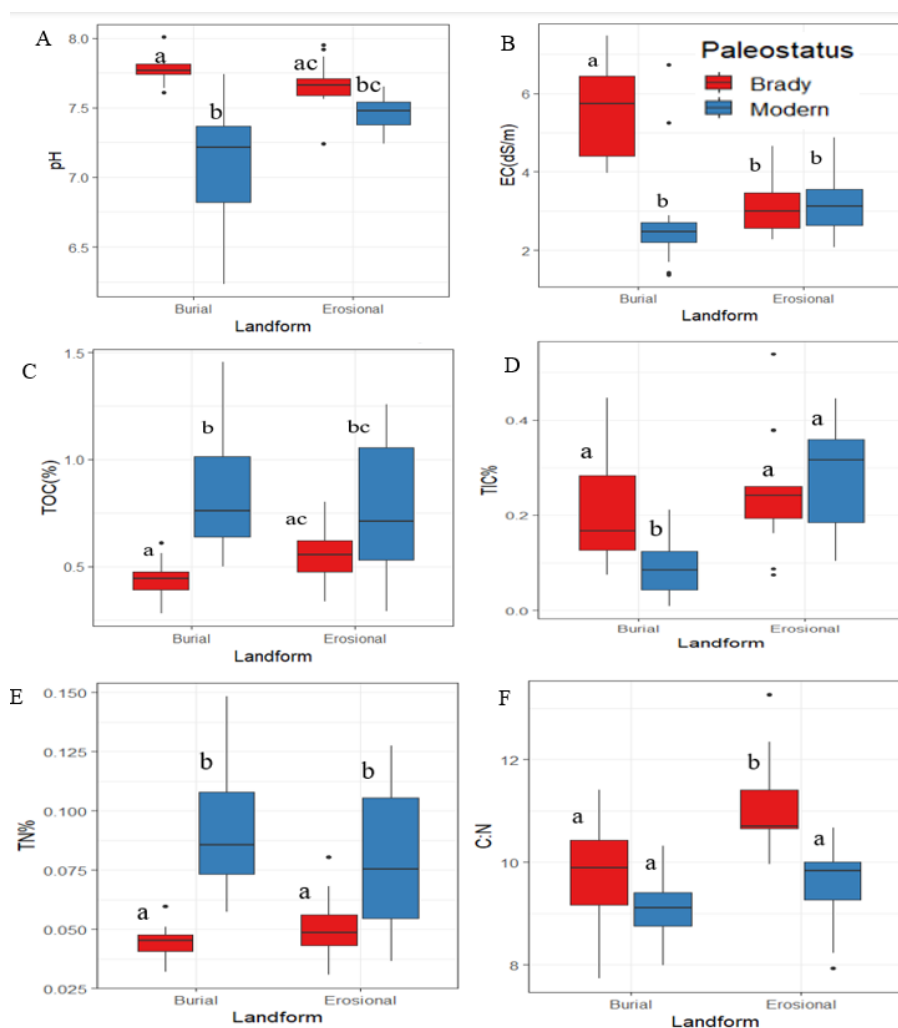 A
8.0
7.5
7.0
6.5
pH
a
b
ac
bc
Burial
Erosional
Landform
B
6
4
2
EC(dS/m)
a
b
b
b
Paleostatus
Brady
Modern
Burial
Erosional
Landform
C
1.5
1.0
0.5
TOC(%)
a
b
ac
bc
Burial
Erosional
Landform
D
0.4
0.2
0.0
TIC%
a
b
a
a
Burial
Erosional
Landform
E
0.150
0.125
0.100
0.075
0.050
0.025
TN%
a
b
a
b
Burial
Erosional
Landform
F
12
10
8
C:N
a
a
b
a
Burial
Erosional
Landform